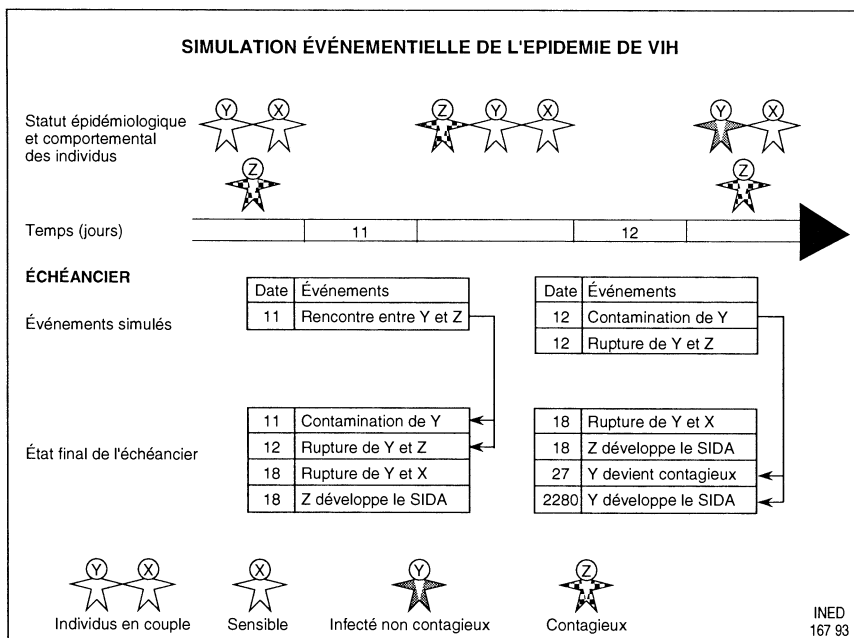 SIMULATION ÉVÉNEMENTIELLE DE L'EPIDEMIE DE VIH
Statut épidémiologique
et comportemental
des individus
Y X
Z Y X
Y X
Z
Z
Temps (jours)
11
12
ÉCHÉANCIER
Événements simulés
Date Événements
11 Rencontre entre Y et Z
Date Événements
12 Contamination de Y
12 Rupture de Y et Z
État final de l'échéancier
11 Contamination de Y
12 Rupture de Y et Z
18 Rupture de Y et X
18 Z développe le SIDA
18 Rupture de Y et X
18 Z développe le SIDA
27 Y devient contagieux
2280 Y développe le SIDA
Y X
X
Y
Z
Individus en couple
Sensible
Infecté non contagieux
Contagieux
INED
167 93